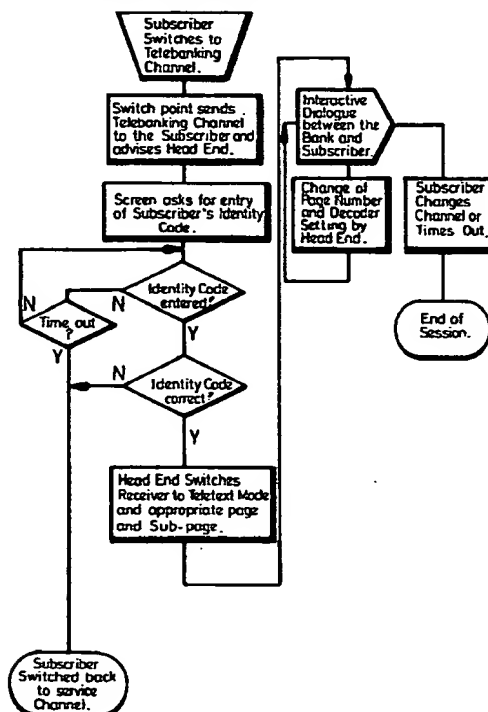 Subscriber
Switches to
Telebanking
Channel.
Switch point sends.
Telebanking Channel
to the Subscriber and
advises Head End.
Screen asks for entry
of Subscriber's Identity
Code.
N
Time out
?
Y
N
Identity Code
entered?
Y
N
Identity Code
correct?
Y
Head End Switches
Receiver to Teletext Mode
and appropriate page
and Sub-page.
Subscriber
Switched back
to service
Channel.
Interactive
Dialogue
between the
Bank and
Subscriber.
Change of
Page Number
and Decoder
Setting by
Head End.
Subscriber
Changes
Channel or
Times Out.
End of
Session.